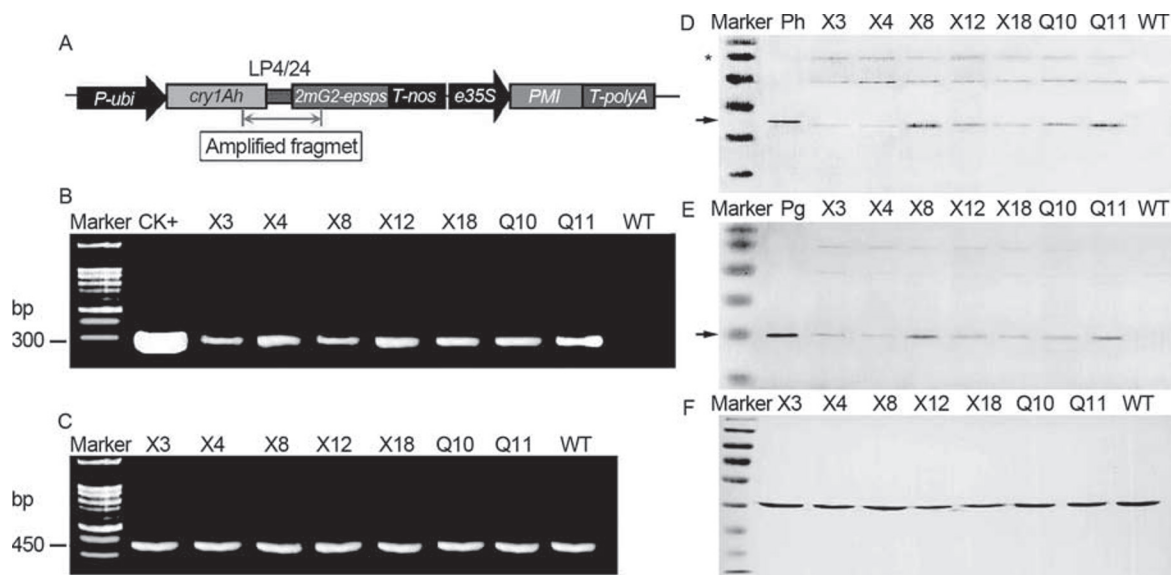 A
LP4/24
P-ubi cry1Ah 2mG2-epsps T-nos e35S PMI T-polyA
Amplified fragmet
B
Marker CK+ X3 X4 X8 X12 X18 Q10 Q11 WT
bp
300
C
Marker X3 X4 X8 X12 X18 Q10 Q11 WT
bp
450
D Marker Ph X3 X4 X8 X12 X18 Q10 Q11 WT
*
E Marker Pg X3 X4 X8 X12 X18 Q10 Q11 WT
F Marker X3 X4 X8 X12 X18 Q10 Q11 WT